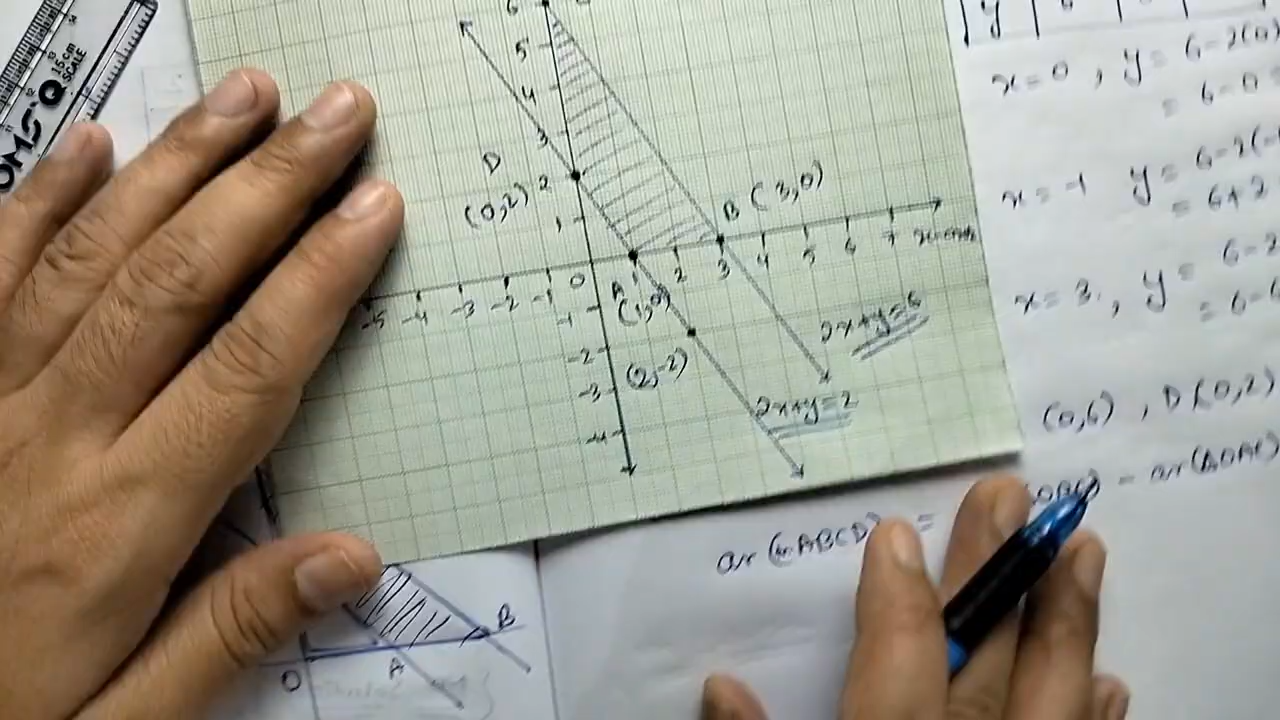 15cm
SCALE
y
x=0 , y = 6-2(0)
= 6-0
x=-1 y = 6-2(-
= 6+2
x=3. , y = 6-2
= 6-6
6
5
4
3
D
2
(0,2)
1
B (3,0)
-5 -4 -3 -2 -1 0 1 2 3 4 5 6 7
A
(1,0)
-1
-2
-3
-4
(2,-2)
2x+y=6
2x+y=2
(0,6) , D(0,2)
ar( ABCD) = - ar(
O A B